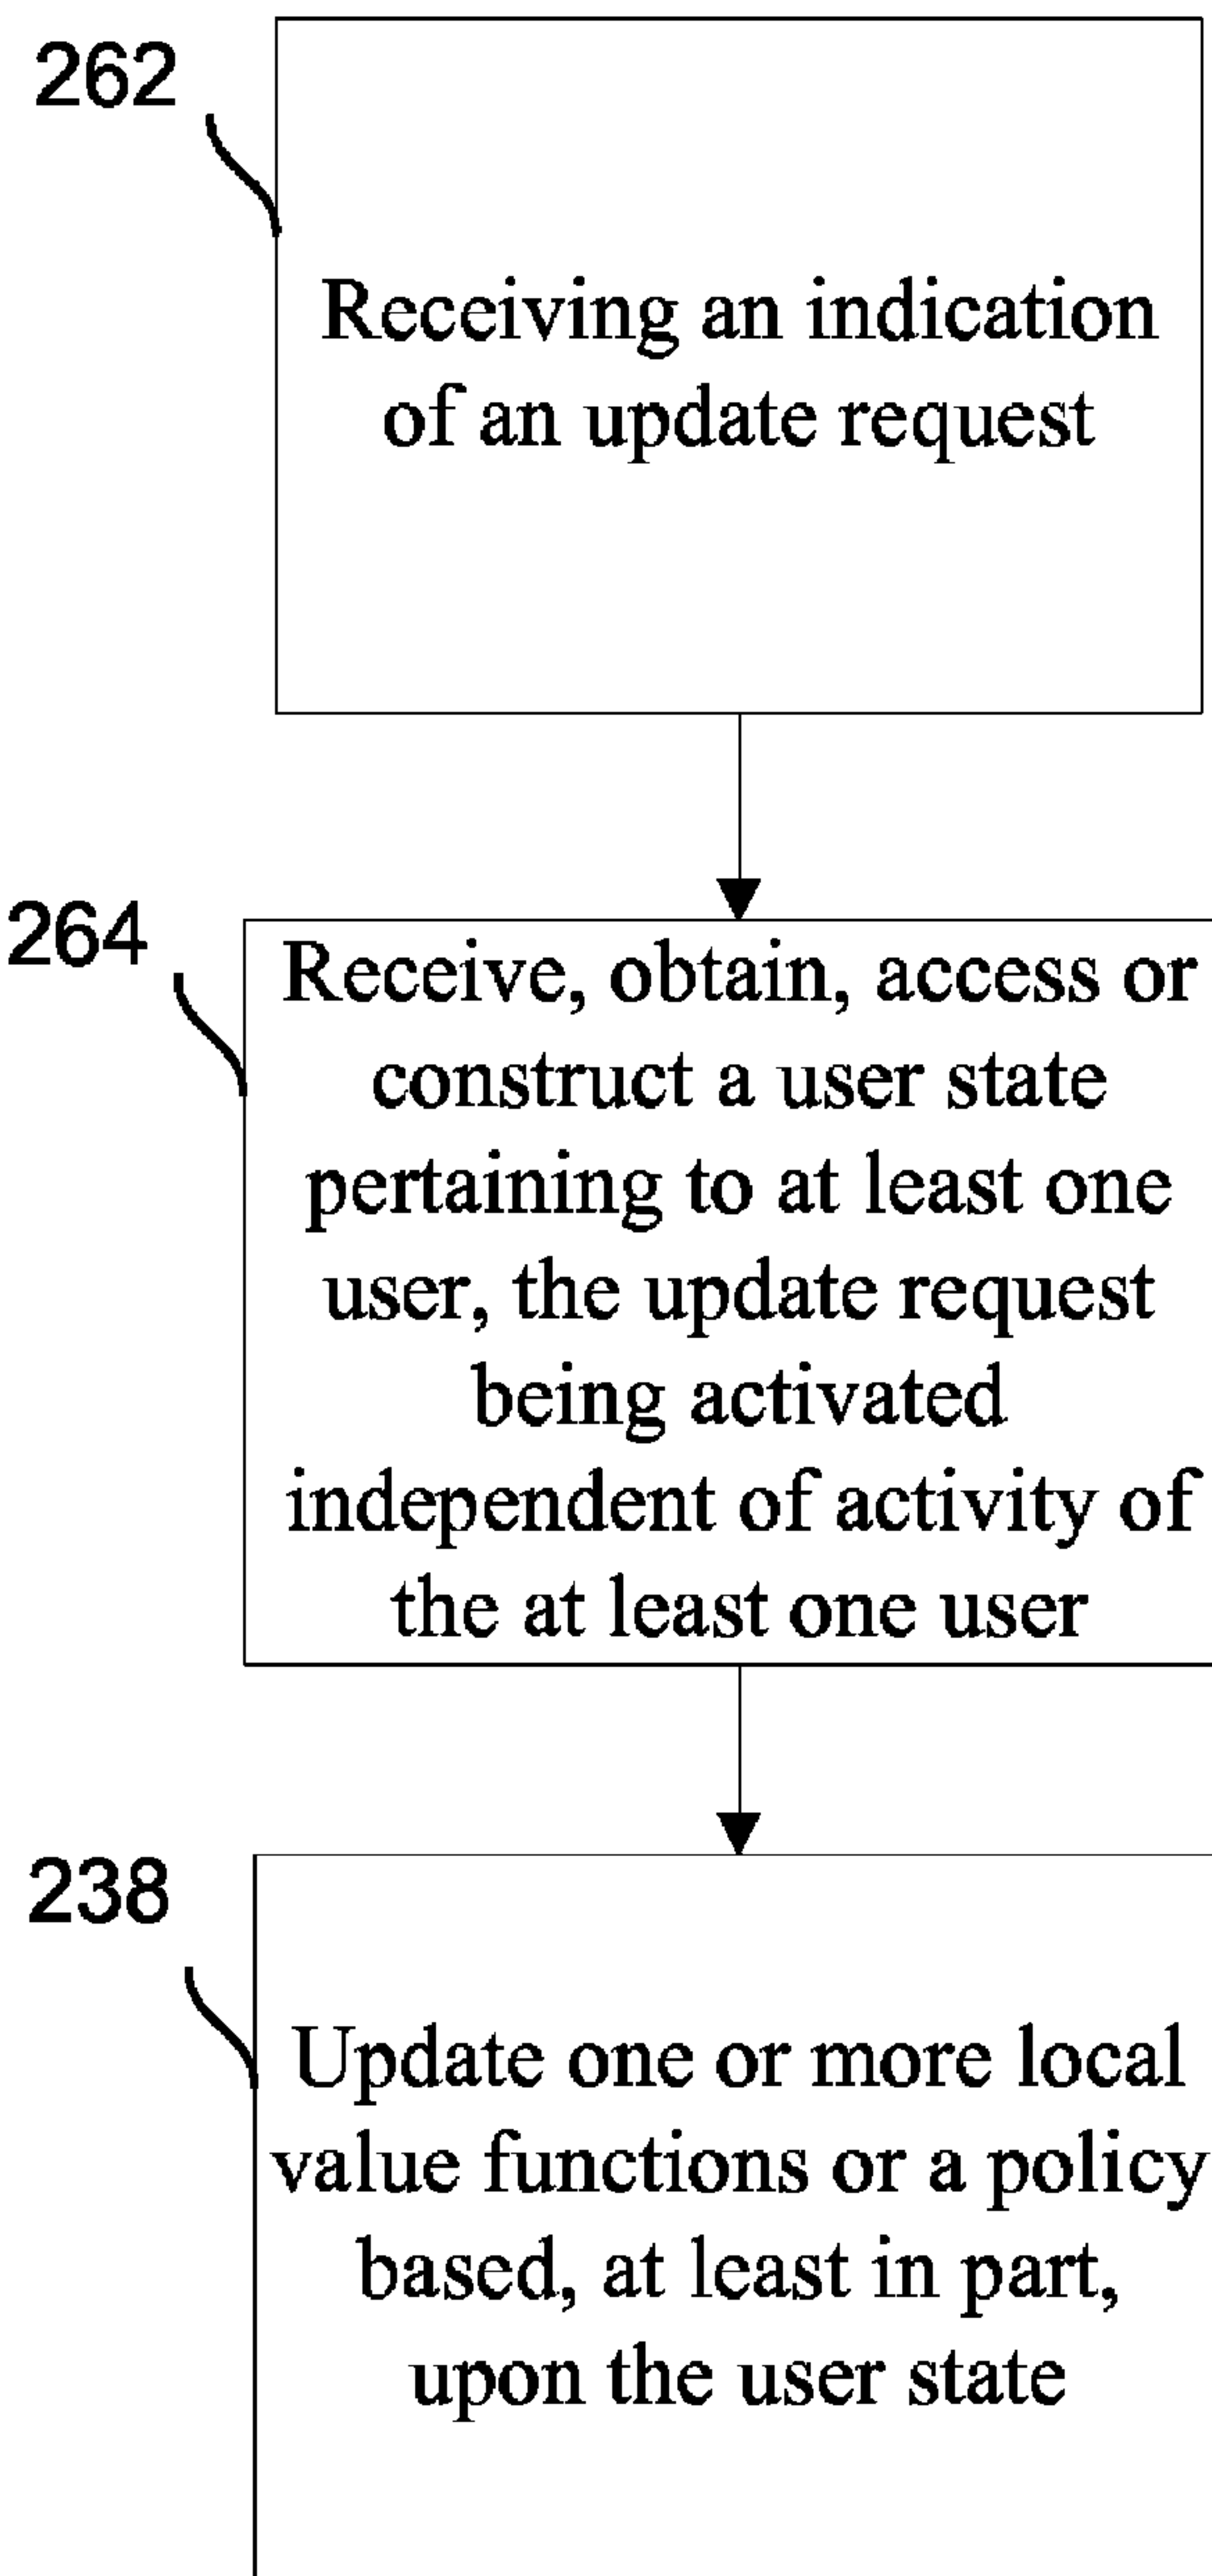 262
Receiving an indication
of an update request
264
Receive, obtain, access or
construct a user state
pertaining to at least one
user, the update request
being activated
independent of activity of
the at least one user
238
Update one or more local
value functions or a policy
based, at least in part,
upon the user state